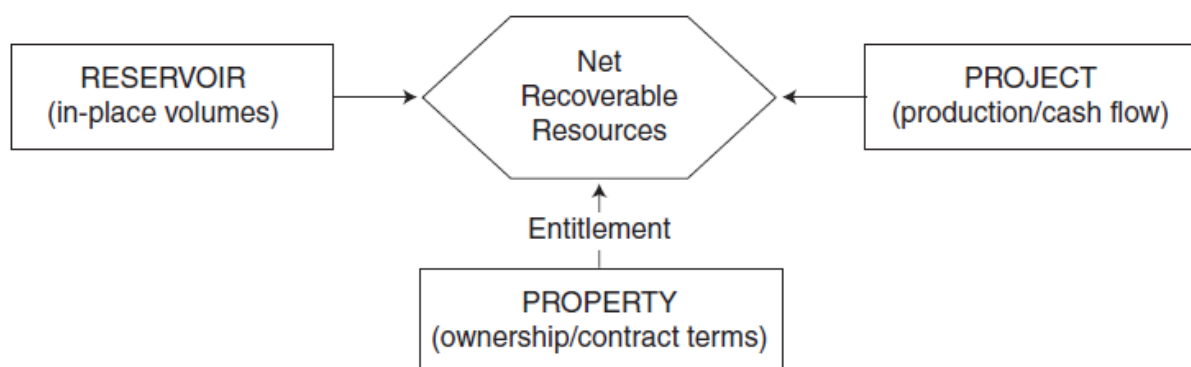 RESERVOIR
(in-place volumes)
Net
Recoverable
Resources
PROJECT
(production/cash flow)
Entitlement
PROPERTY
(ownership/contract terms)